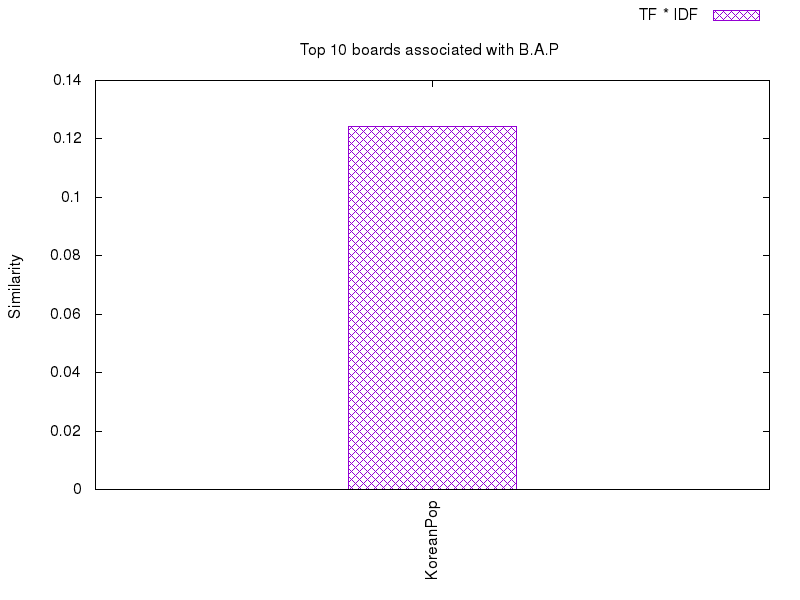 TF * IDF
Top 10 boards associated with B.A.P
0.14
0.12
0.1
0.08
0.06
0.04
0.02
0
Similarity
KoreanPop